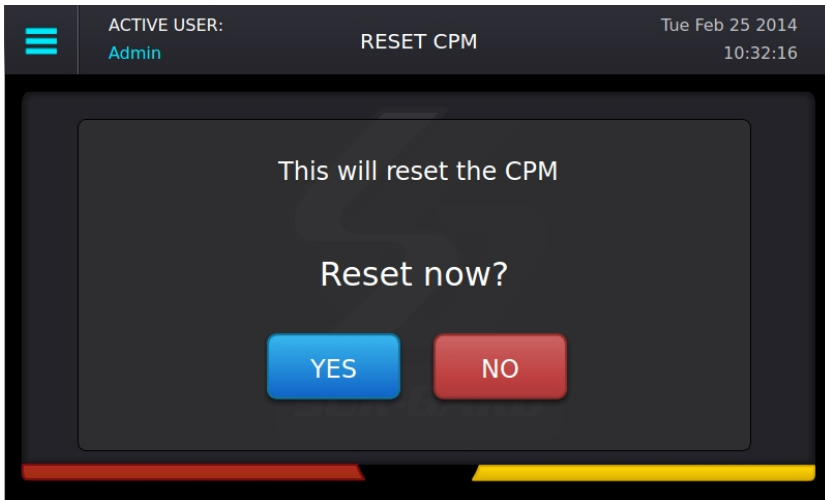 ACTIVE USER:
Admin
RESET CPM
Tue Feb 25 2014
10:32:16
This will reset the CPM
Reset now?
YES
NO